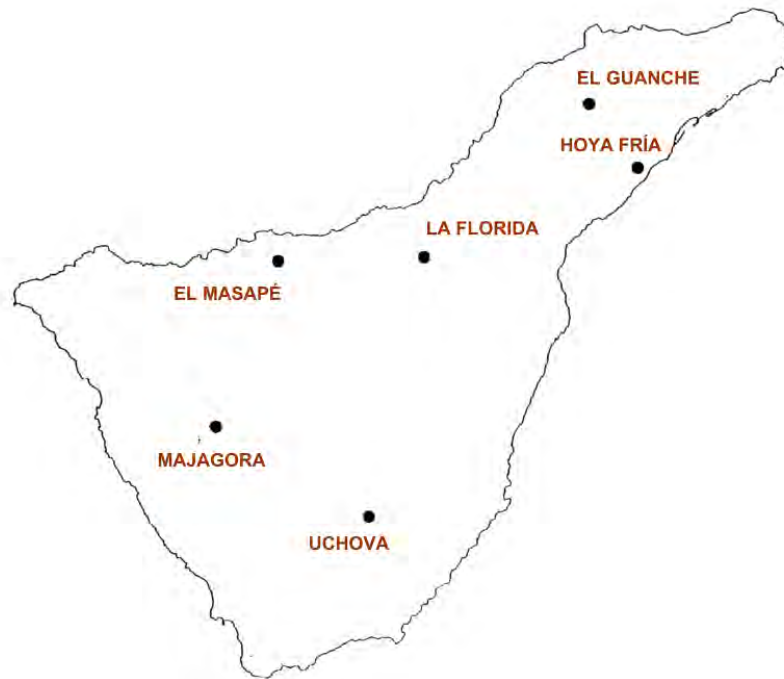 EL GUANCHE
HOYA FRÍA
LA FLORIDA
EL MASAPÉ
MAJAGORA
UCHOVA